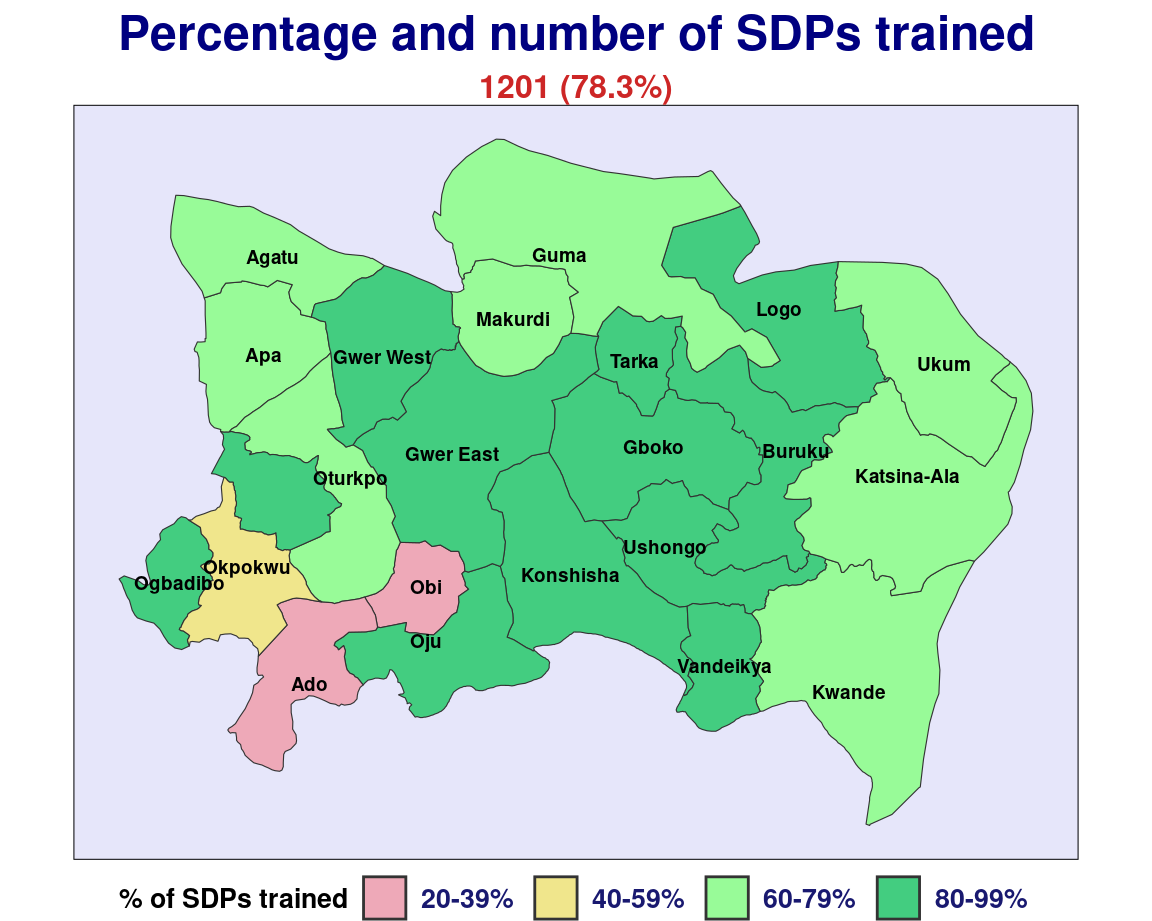 Percentage and number of SDPs trained
1201 (78.3%)
Agatu
Guma
Makurdi
Logo
Apa
Gwer West
Tarka
Ukum
Gwer East
Gboko
Buruku
Oturkpo
Katsina-Ala
Ushongo
Okpokwu
Ogbadibo
Obi
Konshisha
Oju
Vandeikya
Ado
Kwande
% of SDPs trained 20-39% 40-59% 60-79% 80-99%